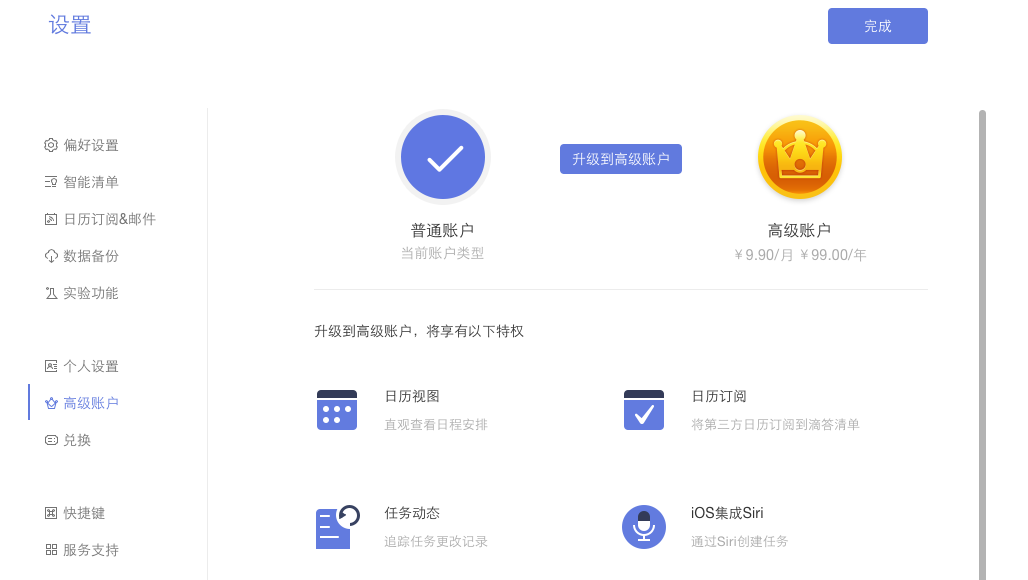 设置
完成
偏好设置
智能清单
日历订阅&邮件
数据备份
实验功能
个人设置
高级账户
兑换
快捷键
服务支持
普通账户
当前账户类型
升级到高级账户
高级账户
￥9.90/月 ￥99.00/年
升级到高级账户，将享有以下特权
日历视图
直观查看日程安排
日历订阅
将第三方日历订阅到滴答清单
任务动态
追踪任务更改记录
iOS集成Siri
通过Siri创建任务